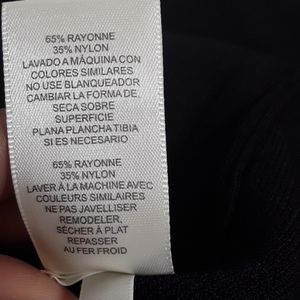 65% RAYONNE
35% NYLON
LAVADO A MÁQUINA CON
COLORES SIMILARES
NO USE BLANQUEADOR
CAMBIAR LA FORMA DE,
SECA SOBRE
SUPERFICIE
PLANA PLANCHA TIBIA
SI ES NECESARIO
65% RAYONNE
35% NYLON
LAVER À LA MACHINE AVEC
COULEURS SIMILAIRES
NE PAS JAVELLISER
REMODELER,
SÈCHER À PLAT
REPASSER
AU FER FROID